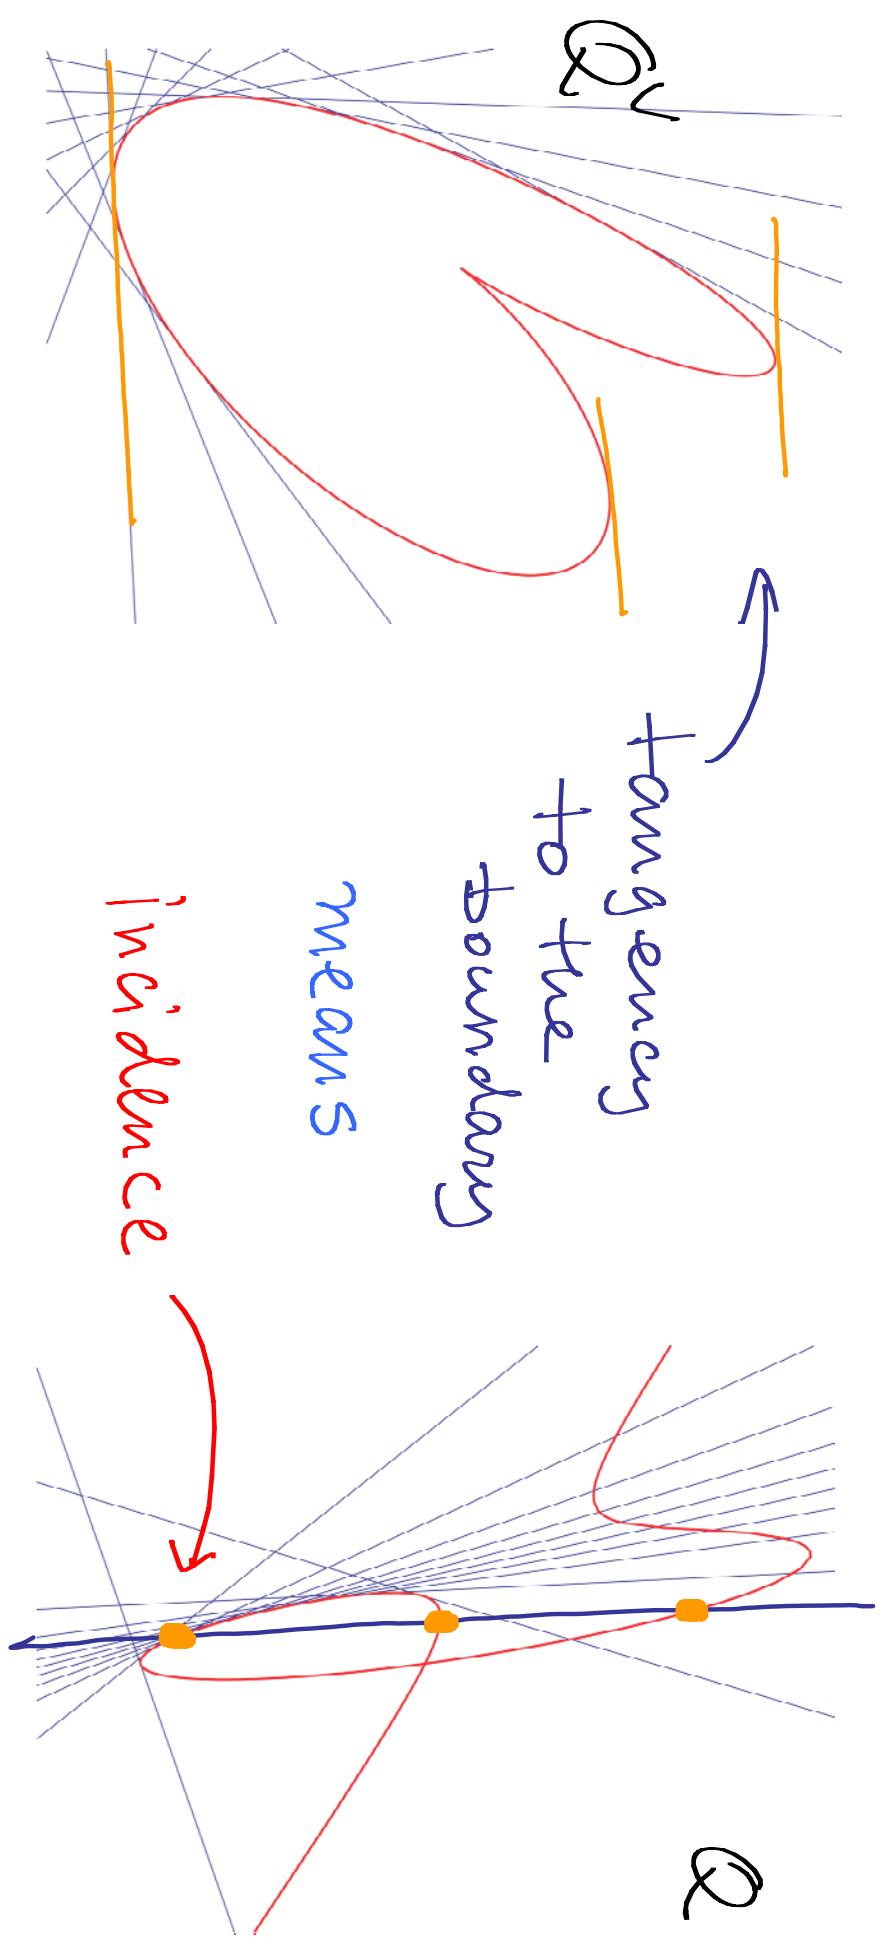 Q^∨
tangency
to the
boundary
means
incidence
Q